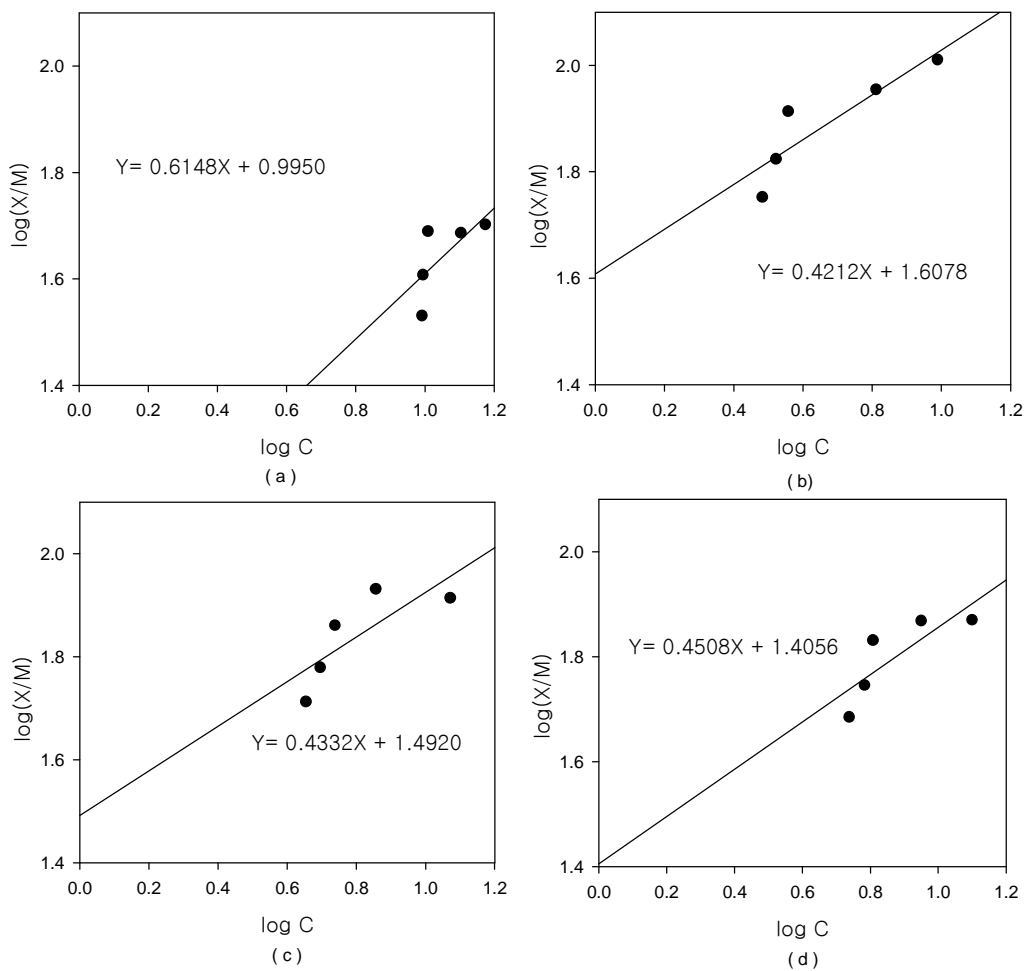 2.0
1.8
1.6
1.4
log(X/M)
Y= 0.6148X + 0.9950
0.0 0.2 0.4 0.6 0.8 1.0 1.2
log C
( a )
2.0
1.8
1.6
1.4
log(X/M)
Y= 0.4212X + 1.6078
0.0 0.2 0.4 0.6 0.8 1.0 1.2
log C
( b)
2.0
1.8
1.6
1.4
log(X/M)
Y= 0.4332X + 1.4920
0.0 0.2 0.4 0.6 0.8 1.0 1.2
log C
( c )
2.0
1.8
1.6
1.4
log(X/M)
Y= 0.4508X + 1.4056
0.0 0.2 0.4 0.6 0.8 1.0 1.2
log C
( d )